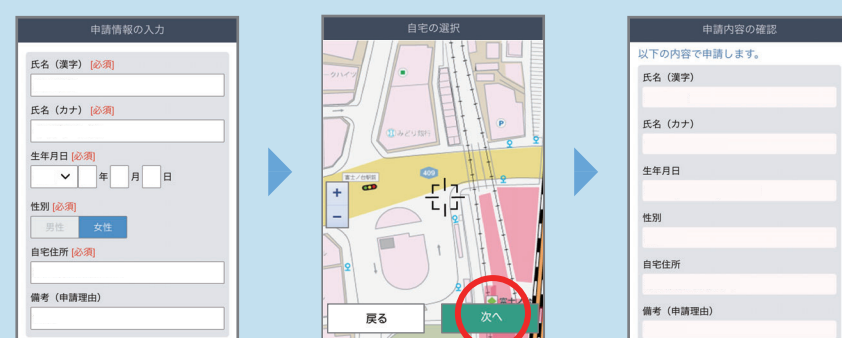 申請情報の入力
氏名（漢字） [必須]
氏名（カナ） [必須]
生年月日 [必須]
年 月 日
性別 [必須]
男性 女性
自宅住所 [必須]
備考（申請理由）
自宅の選択
みどり銀行
P
409
富士ノ台駅前
+
−
戻る
次へ
申請内容の確認
以下の内容で申請します。
氏名（漢字）
氏名（カナ）
生年月日
性別
自宅住所
備考（申請理由）